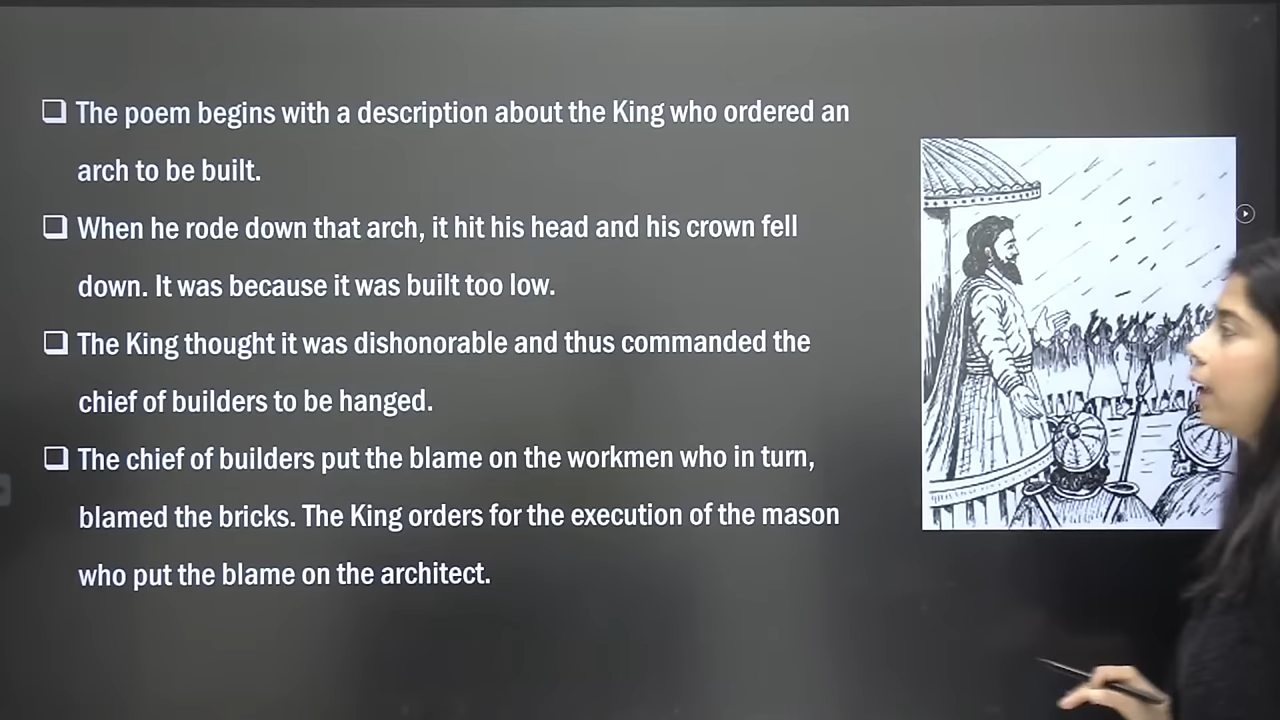 The poem begins with a description about the King who ordered an
arch to be built.
When he rode down that arch, it hit his head and his crown fell
down. It was because it was built too low.
The King thought it was dishonorable and thus commanded the
chief of builders to be hanged.
The chief of builders put the blame on the workmen who in turn,
blamed the bricks. The King orders for the execution of the mason
who put the blame on the architect.